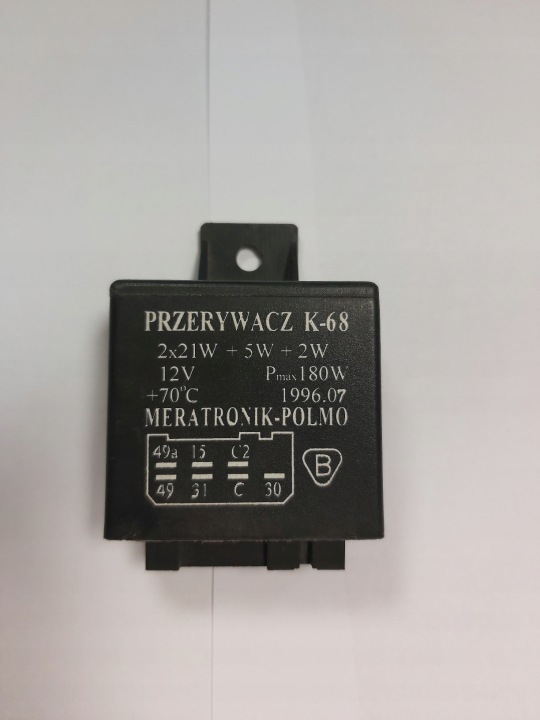 PRZERYWACZ K-68
2x21W + 5W + 2W
12V Pmax180W
+70°C 1996.07
MERATRONIK-POLMO
49a 15 C2
49 31 C 30
B